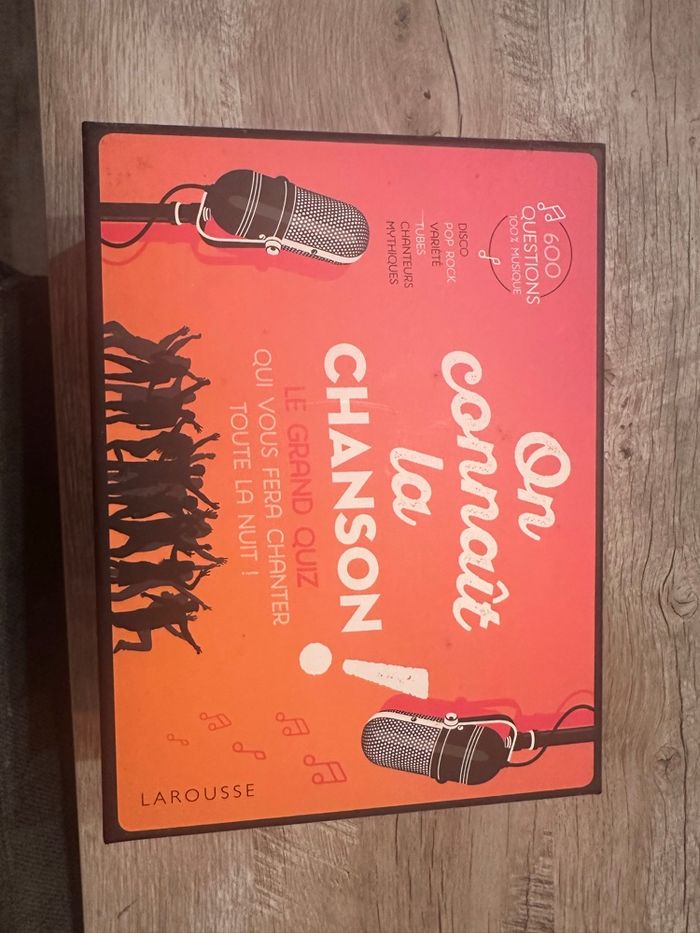 600
QUESTIONS
100% MUSIQUE
DISCO
POP ROCK
VARIÉTÉ
TUBES
CHANTEURS
MYTHIQUES
On
connaît
la
CHANSON !
LE GRAND QUIZ
QUI VOUS FERA CHANTER
TOUTE LA NUIT !
LAROUSSE